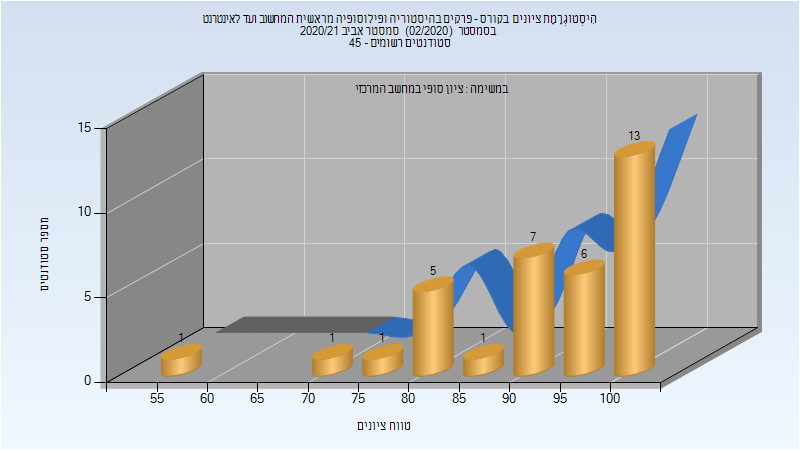 היסטוגרמת ציונים בקורס - פרקים בהיסטוריה ופילוסופיה מראשית המחשוב ועד לאינטרנט
בסמסטר (02/2020) סמסטר אביב 2020/21
סטודנטים רשומים - 45
במשימה : ציון סופי במחשב המרכזי
15
10
5
0
מספר סטודנטים
1
1
1
5
1
7
6
13
55 60 65 70 75 80 85 90 95 100
טווח ציונים